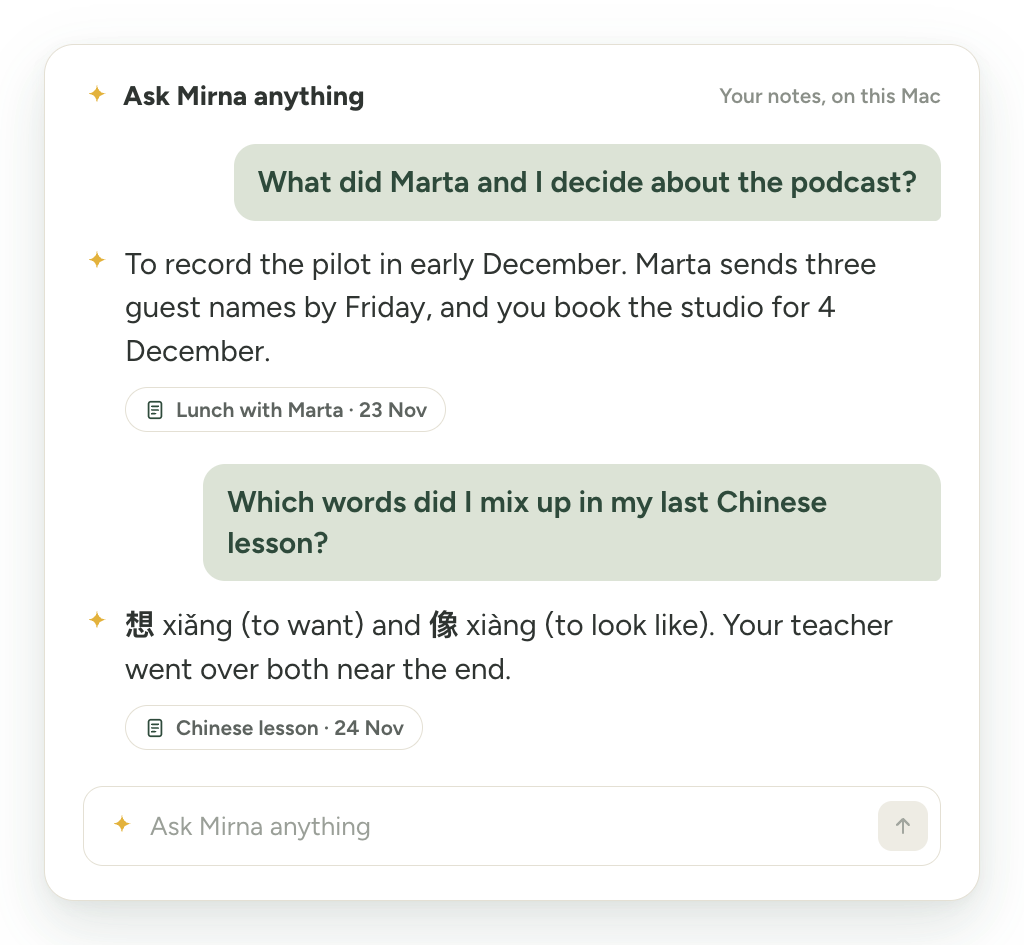 Ask Mirna anything
Your notes, on this Mac
What did Marta and I decide about the podcast?
To record the pilot in early December. Marta sends three
guest names by Friday, and you book the studio for 4
December.
Lunch with Marta · 23 Nov
Which words did I mix up in my last Chinese
lesson?
想 xiǎng (to want) and 像 xiàng (to look like). Your teacher
went over both near the end.
Chinese lesson · 24 Nov
Ask Mirna anything